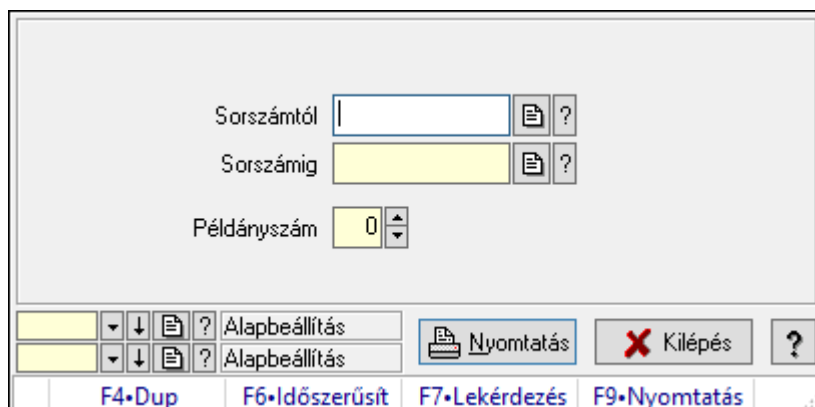 Sorszámtól ?
Sorszámig ?
Példányszám 0
? Alapbeállítás
? Alapbeállítás
Nyomtatás Kilépés ?
F4•Dup F6•Időszerűsít F7•Lekérdezés F9•Nyomtatás